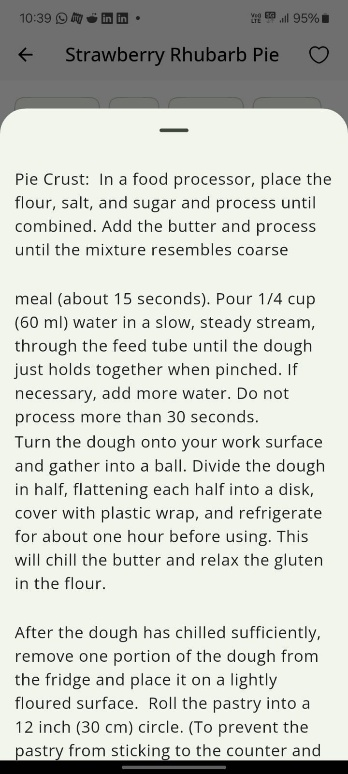 10:39
95%
Strawberry Rhubarb Pie
Pie Crust:  In a food processor, place the
flour, salt, and sugar and process until
combined. Add the butter and process
until the mixture resembles coarse
meal (about 15 seconds). Pour 1/4 cup
(60 ml) water in a slow, steady stream,
through the feed tube until the dough
just holds together when pinched. If
necessary, add more water. Do not
process more than 30 seconds.
Turn the dough onto your work surface
and gather into a ball. Divide the dough
in half, flattening each half into a disk,
cover with plastic wrap, and refrigerate
for about one hour before using. This
will chill the butter and relax the gluten
in the flour.
After the dough has chilled sufficiently,
remove one portion of the dough from
the fridge and place it on a lightly
floured surface.  Roll the pastry into a
12 inch (30 cm) circle. (To prevent the
pastry from sticking to the counter and